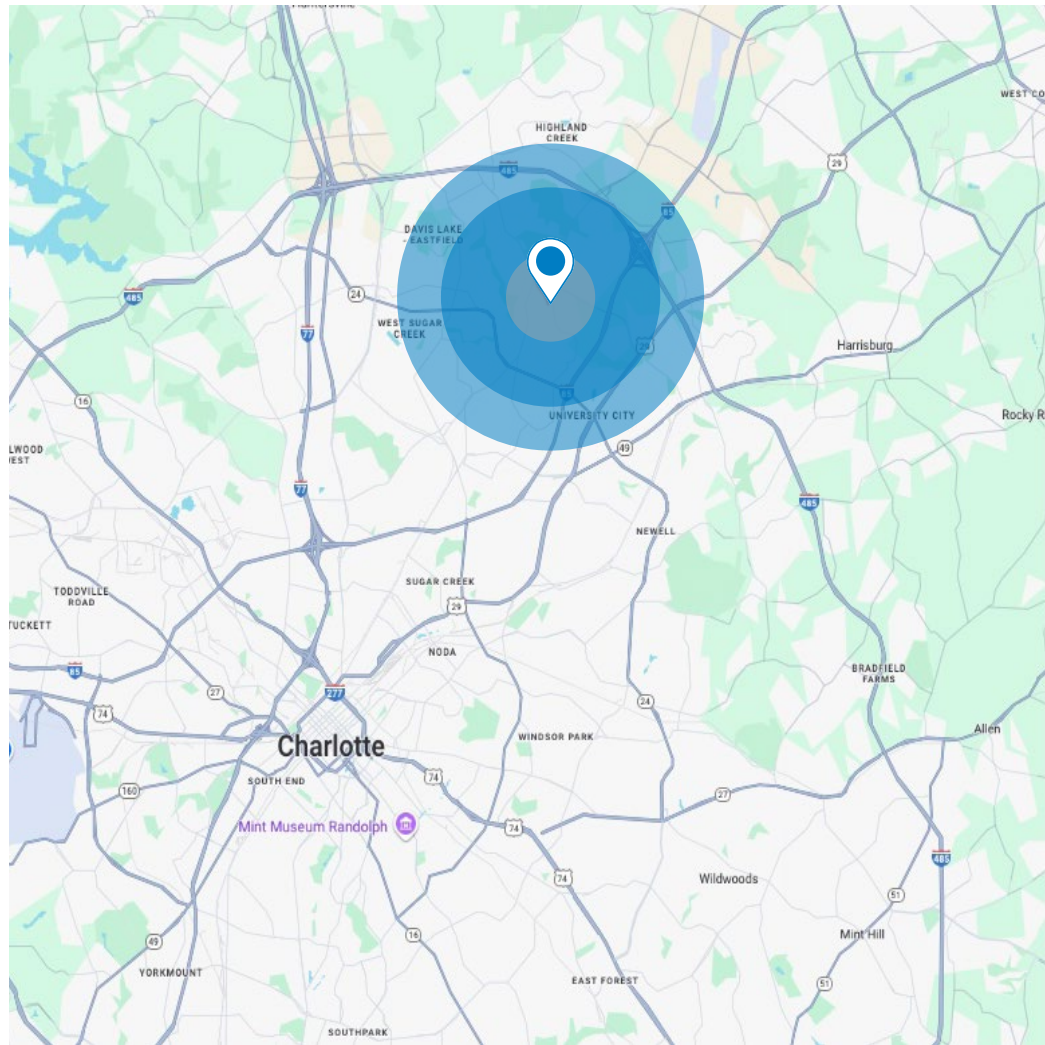 HIGHLAND
CREEK
WEST CO
29
485
85
DAVIS LAKE
- EASTFIELD
485
24
WEST SUGAR
CREEK
77
29
Harrisburg
85
16
UNIVERSITY CITY
Rocky R
49
77
485
NEWELL
SUGAR CREEK
TODDVILLE
ROAD
29
TUCKETT
NODA
85
BRADFIELD
FARMS
27
277
24
74
Allen
WINDSOR PARK
Charlotte
SOUTH END
74
160
27
Mint Museum Randolph
74
485
74
Wildwoods
51
16
49
Mint Hill
YORKMOUNT
EAST FOREST
51
SOUTHPARK